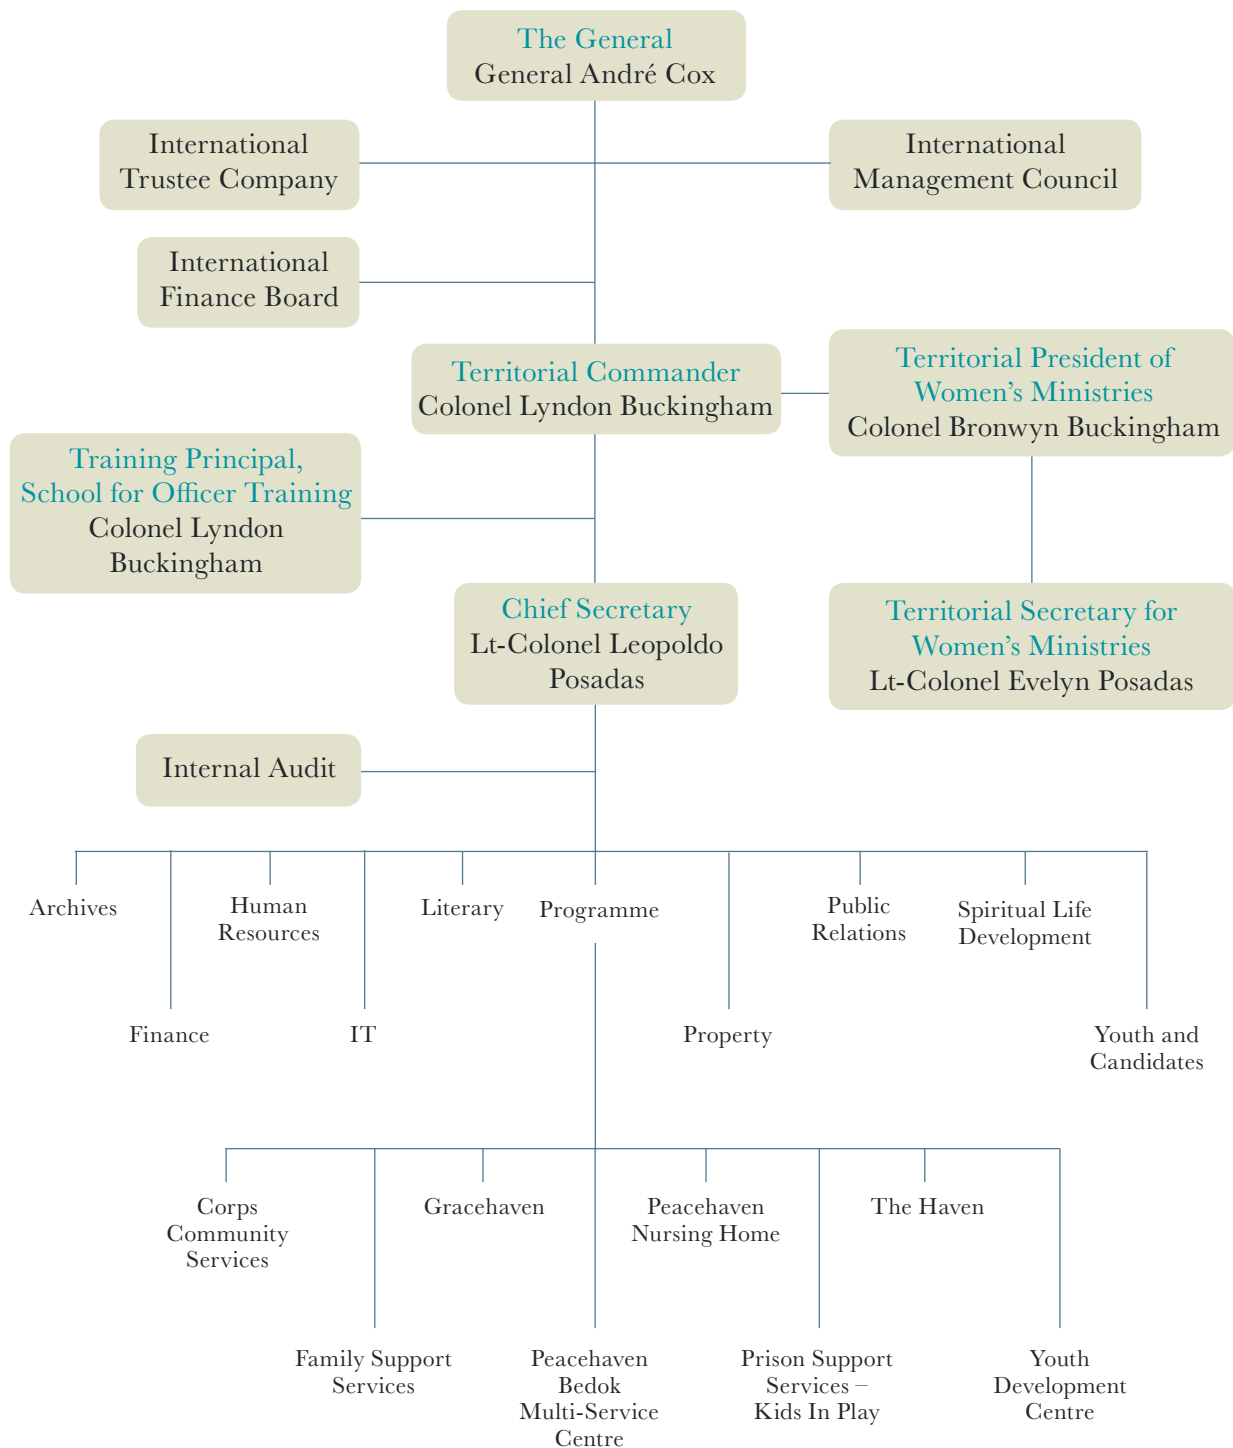 The General
General André Cox
International
Trustee Company
International
Management Council
International
Finance Board
Territorial Commander
Colonel Lyndon Buckingham
Territorial President of
Women’s Ministries
Colonel Bronwyn Buckingham
Training Principal,
School for Officer Training
Colonel Lyndon
Buckingham
Chief Secretary
Lt-Colonel Leopoldo
Posadas
Territorial Secretary for
Women’s Ministries
Lt-Colonel Evelyn Posadas
Internal Audit
Archives
Human
Resources
Literary
Programme
Public
Relations
Spiritual Life
Development
Finance
IT
Property
Youth and
Candidates
Corps
Community
Services
Gracehaven
Peacehaven
Nursing Home
The Haven
Family Support
Services
Peacehaven
Bedok
Multi-Service
Centre
Prison Support
Services –
Kids In Play
Youth
Development
Centre